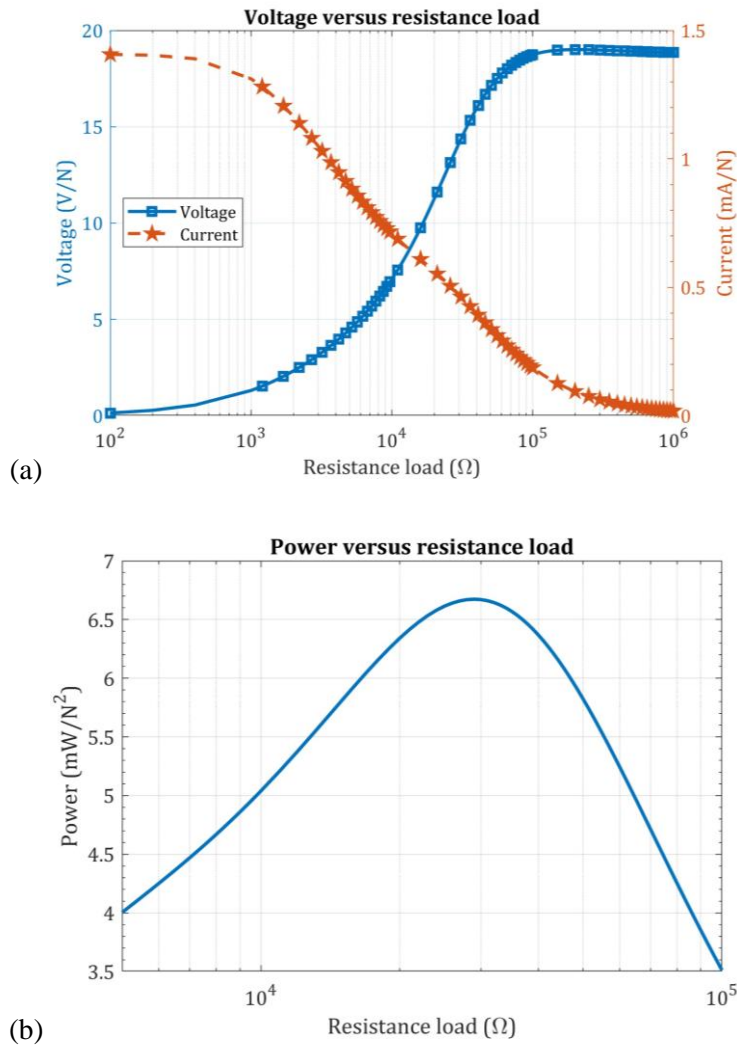 Voltage versus resistance load
20
15
10
5
0
Voltage (V/N)
Voltage
Current
1.5
1
0.5
0
Current (mA/N)
10²
10³
10⁴
10⁵
10⁶
Resistance load (Ω)
(a)
Power versus resistance load
7
6.5
6
5.5
5
4.5
4
3.5
Power (mW/N²)
10⁴
10⁵
Resistance load (Ω)
(b)